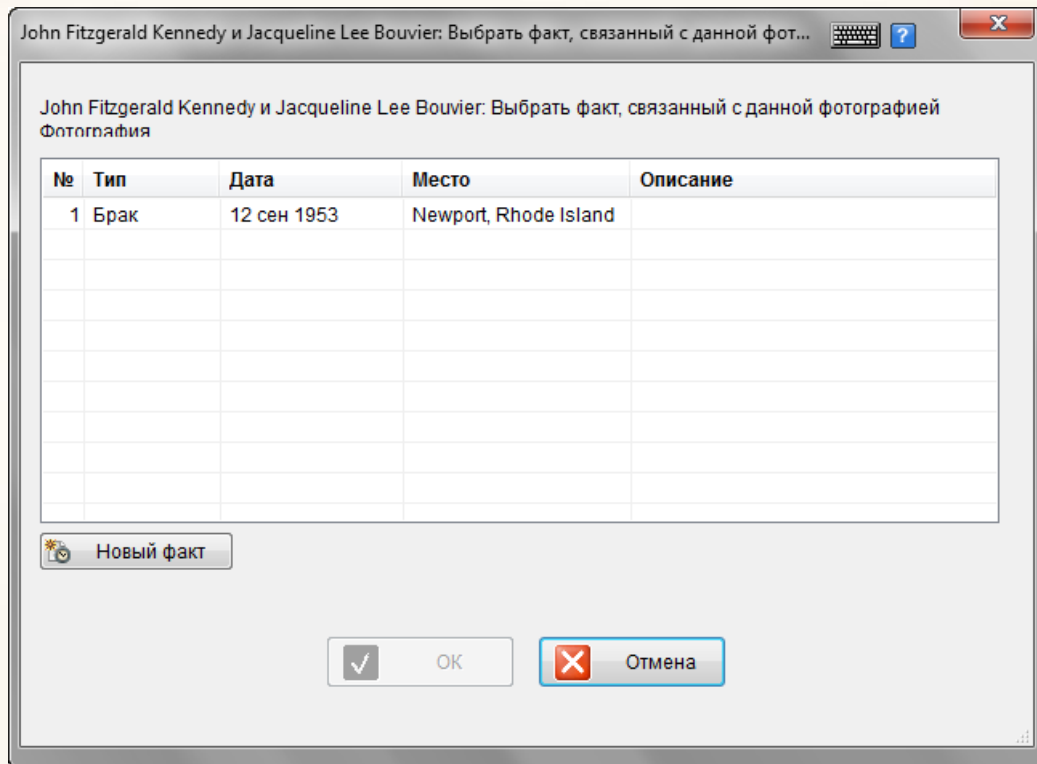 John Fitzgerald Kennedy и Jacqueline Lee Bouvier: Выбрать факт, связанный с данной фот...
?
John Fitzgerald Kennedy и Jacqueline Lee Bouvier: Выбрать факт, связанный с данной фотографией
Фотография
№ Тип Дата Место Описание
1 Брак 12 сен 1953 Newport, Rhode Island
Новый факт
ОК Отмена